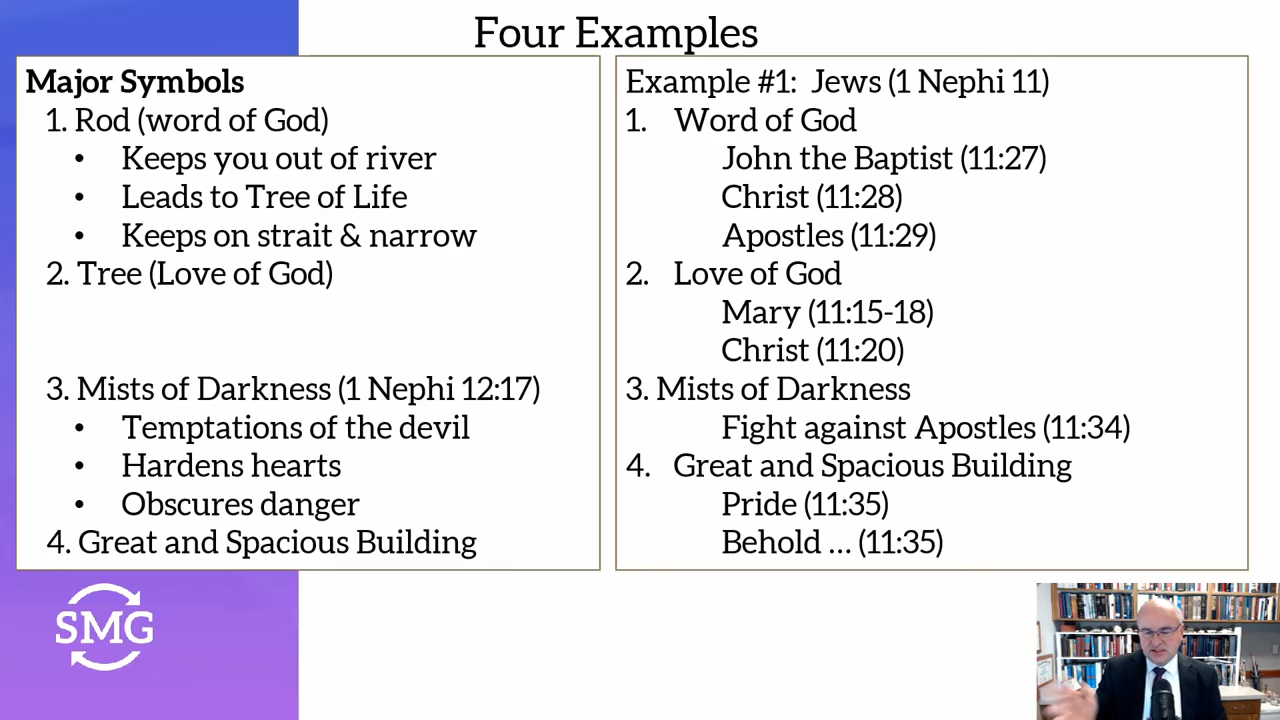 Four Examples
Major Symbols
1. Rod (word of God)
• Keeps you out of river
• Leads to Tree of Life
• Keeps on strait & narrow
2. Tree (Love of God)
3. Mists of Darkness (1 Nephi 12:17)
• Temptations of the devil
• Hardens hearts
• Obscures danger
4. Great and Spacious Building
Example #1: Jews (1 Nephi 11)
1. Word of God
John the Baptist (11:27)
Christ (11:28)
Apostles (11:29)
2. Love of God
Mary (11:15-18)
Christ (11:20)
3. Mists of Darkness
Fight against Apostles (11:34)
4. Great and Spacious Building
Pride (11:35)
Behold ... (11:35)
SMG